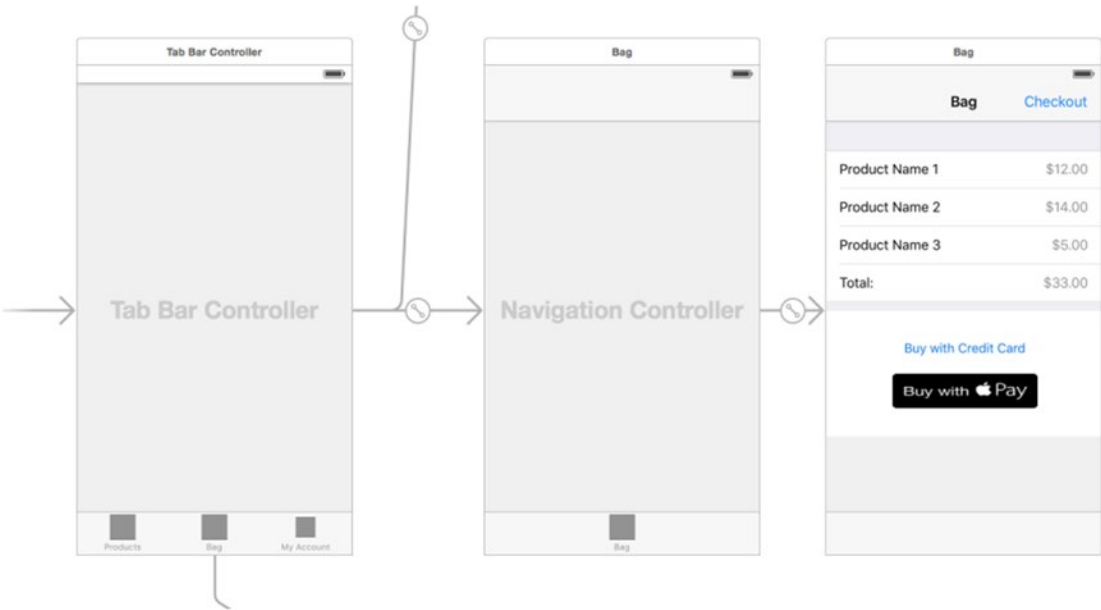 Tab Bar Controller
Tab Bar Controller
Products Bag My Account
Bag
Navigation Controller
Bag
Bag
Bag Checkout
Product Name 1 $12.00
Product Name 2 $14.00
Product Name 3 $5.00
Total: $33.00
Buy with Credit Card
Buy with Pay